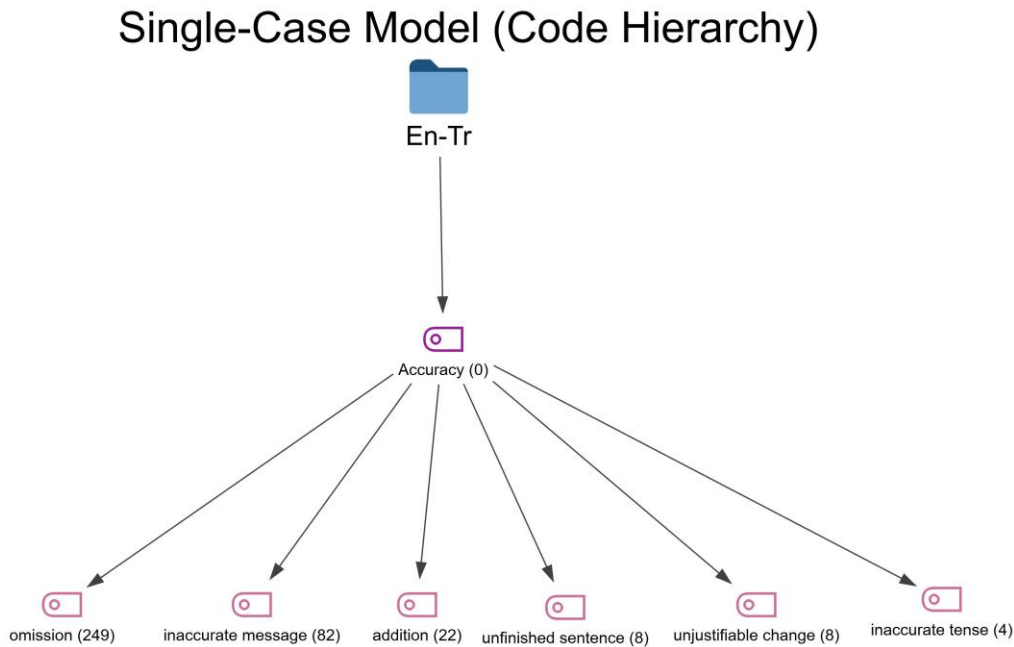 Single-Case Model (Code Hierarchy)
En-Tr
Accuracy (0)
omission (249)
inaccurate message (82)
addition (22)
unfinished sentence (8)
unjustifiable change (8)
inaccurate tense (4)